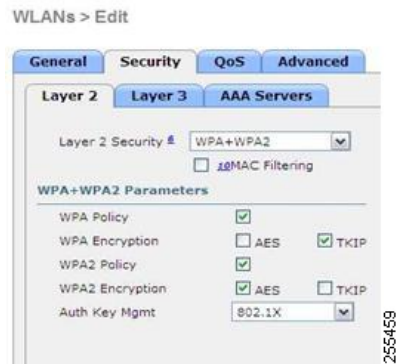 WLANs > Edit
General Security QoS Advanced
Layer 2 Layer 3 AAA Servers
Layer 2 Security 6 WPA+WPA2
10 MAC Filtering
WPA+WPA2 Parameters
WPA Policy
WPA Encryption AES TKIP
WPA2 Policy
WPA2 Encryption AES TKIP
Auth Key Mgmt 802.1X
255459